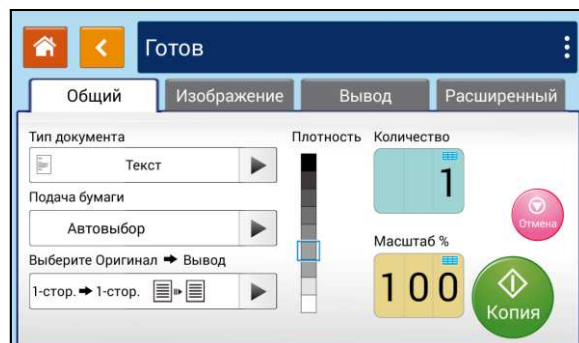 Готов
Общий Изображение Вывод Расширенный
Тип документа Плотность Количество
Текст 1
Подача бумаги
Автовыбор Отмена
Выберите Оригинал ➡ Вывод Масштаб %
1-стор. ➡ 1-стор. 100
Копия